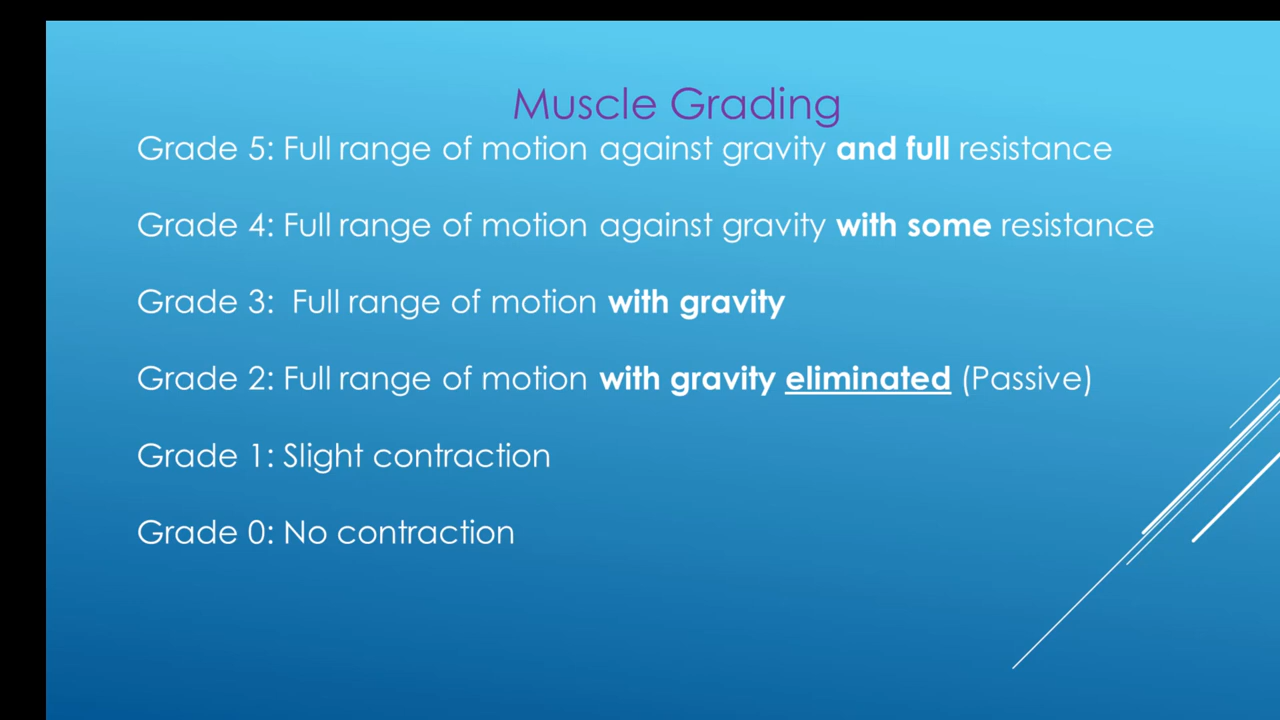 Muscle Grading
Grade 5: Full range of motion against gravity and full resistance
Grade 4: Full range of motion against gravity with some resistance
Grade 3: Full range of motion with gravity
Grade 2: Full range of motion with gravity eliminated (Passive)
Grade 1: Slight contraction
Grade 0: No contraction